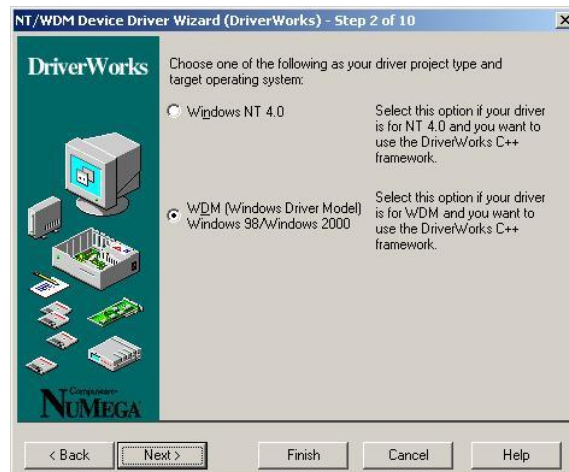 NT/WDM Device Driver Wizard (DriverWorks) - Step 2 of 10
DriverWorks
Choose one of the following as your driver project type and
target operating system:
Windows NT 4.0
Select this option if your driver
is for NT 4.0 and you want to
use the DriverWorks C++
framework.
WDM (Windows Driver Model)
Windows 98/Windows 2000
Select this option if your driver
is for WDM and you want to
use the DriverWorks C++
framework.
Compuware
NUMEGA
< Back
Next >
Finish
Cancel
Help